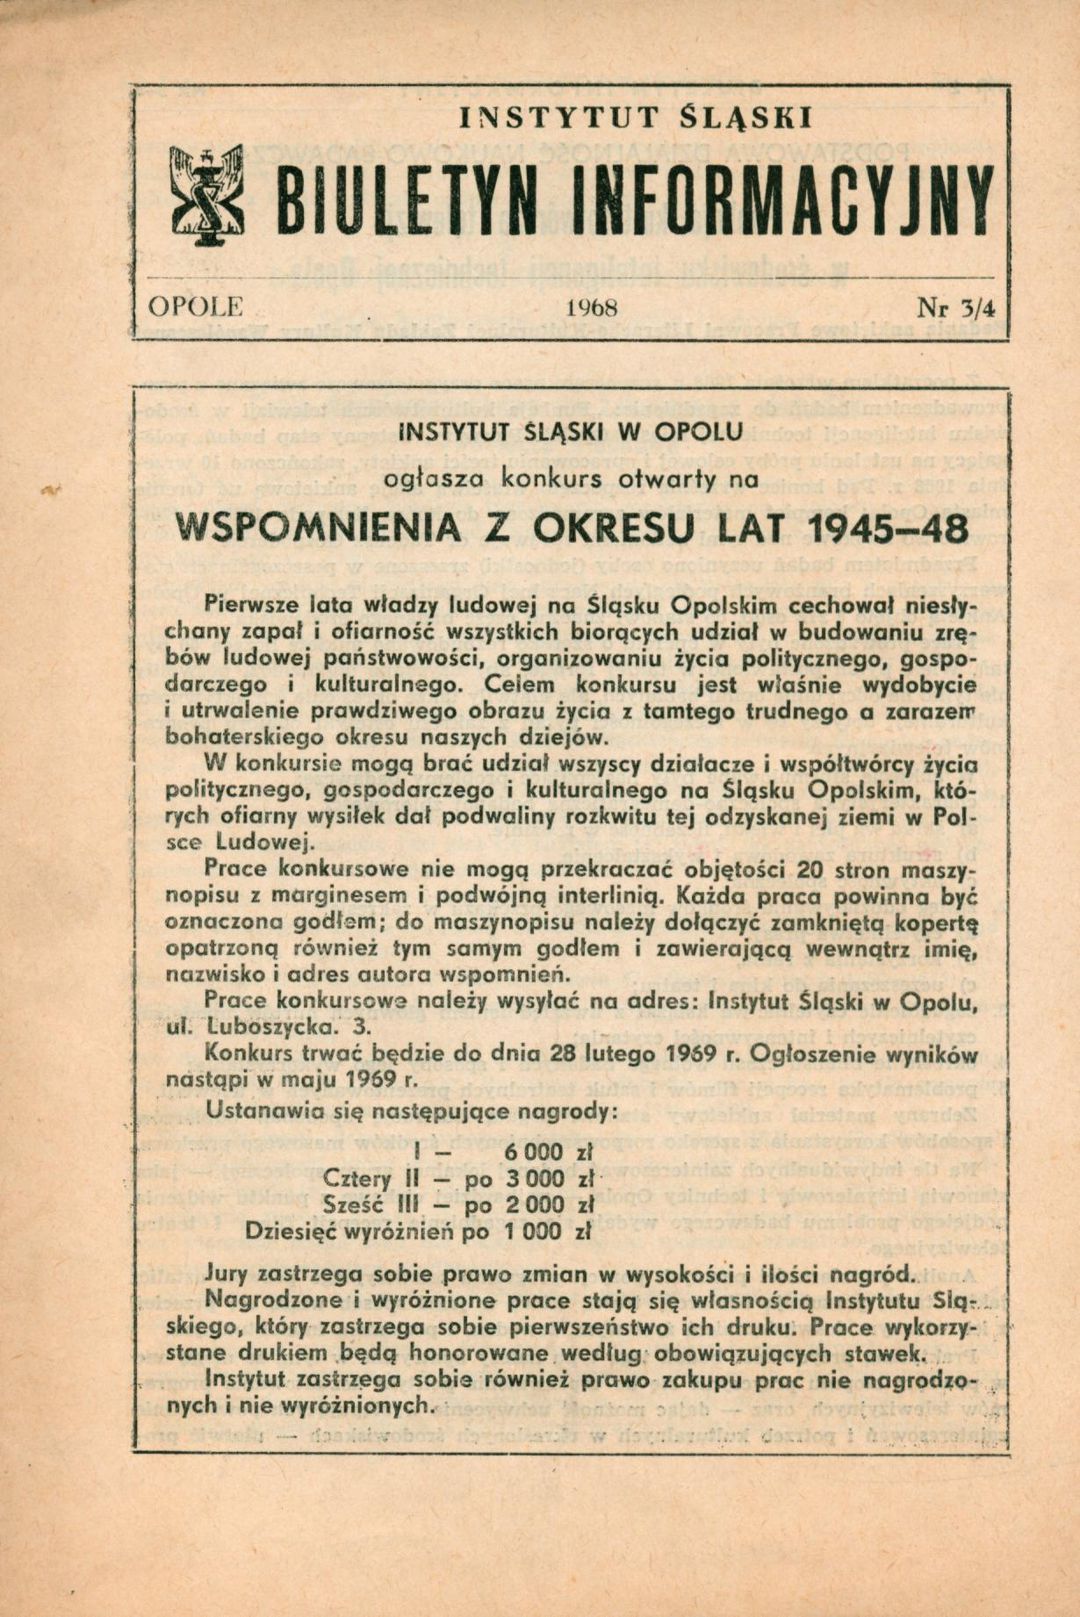 INSTYTUT ŚLĄSKI
BIULETYN INFORMACYJNY
OPOLE 1968 Nr 3/4
INSTYTUT ŚLĄSKI W OPOLU
ogłasza konkurs otwarty na
WSPOMNIENIA Z OKRESU LAT 1945–48
Pierwsze lata władzy ludowej na Śląsku Opolskim cechował niesły-
chany zapał i ofiarność wszystkich biorących udział w budowaniu zrę-
bów ludowej państwowości, organizowaniu życia politycznego, gospo-
darczego i kulturalnego. Celem konkursu jest właśnie wydobycie
i utrwalenie prawdziwego obrazu życia z tamtego trudnego a zarazem
bohaterskiego okresu naszych dziejów.
W konkursie mogą brać udział wszyscy działacze i współtwórcy życia
politycznego, gospodarczego i kulturalnego na Śląsku Opolskim, któ-
rych ofiarny wysiłek dał podwaliny rozkwitu tej odzyskanej ziemi w Pol-
sce Ludowej.
Prace konkursowe nie mogą przekraczać objętości 20 stron maszy-
nopisu z marginesem i podwójną interlinią. Każda praca powinna być
oznaczona godłem; do maszynopisu należy dołączyć zamkniętą kopertę
opatrzoną również tym samym godłem i zawierającą wewnątrz imię,
nazwisko i adres autora wspomnień.
Prace konkursowe należy wysyłać na adres: Instytut Śląski w Opolu,
ul. Luboszycka. 3.
Konkurs trwać będzie do dnia 28 lutego 1969 r. Ogłoszenie wyników
nastąpi w maju 1969 r.
Ustanawia się następujące nagrody:
I — 6 000 zł
Cztery II — po 3 000 zł
Sześć III — po 2 000 zł
Dziesięć wyróżnień po 1 000 zł
Jury zastrzega sobie prawo zmian w wysokości i ilości nagród.
Nagrodzone i wyróżnione prace stają się własnością Instytutu Ślą-
skiego, który zastrzega sobie pierwszeństwo ich druku. Prace wykorzy-
stane drukiem będą honorowane według obowiązujących stawek.
Instytut zastrzega sobie również prawo zakupu prac nie nagrodzo-
nych i nie wyróżnionych.